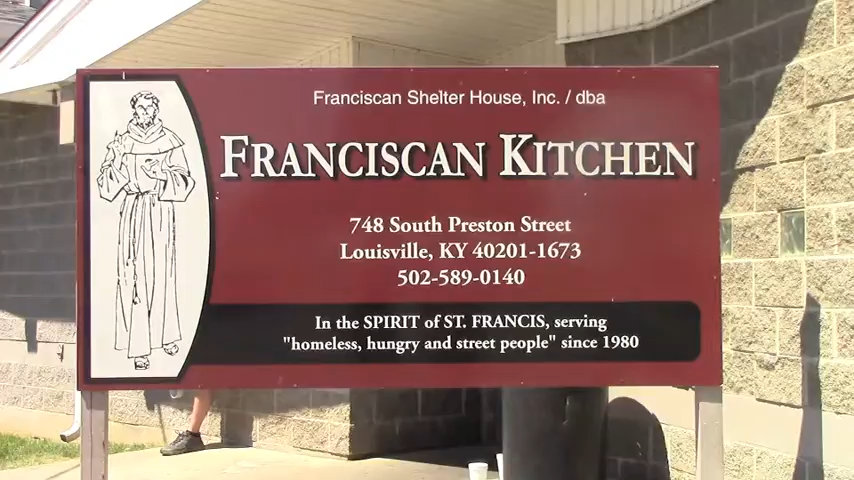 Franciscan Shelter House, Inc. / dba
FRANCISCAN KITCHEN
748 South Preston Street
Louisville, KY 40201-1673
502-589-0140
In the SPIRIT of ST. FRANCIS, serving
"homeless, hungry and street people" since 1980